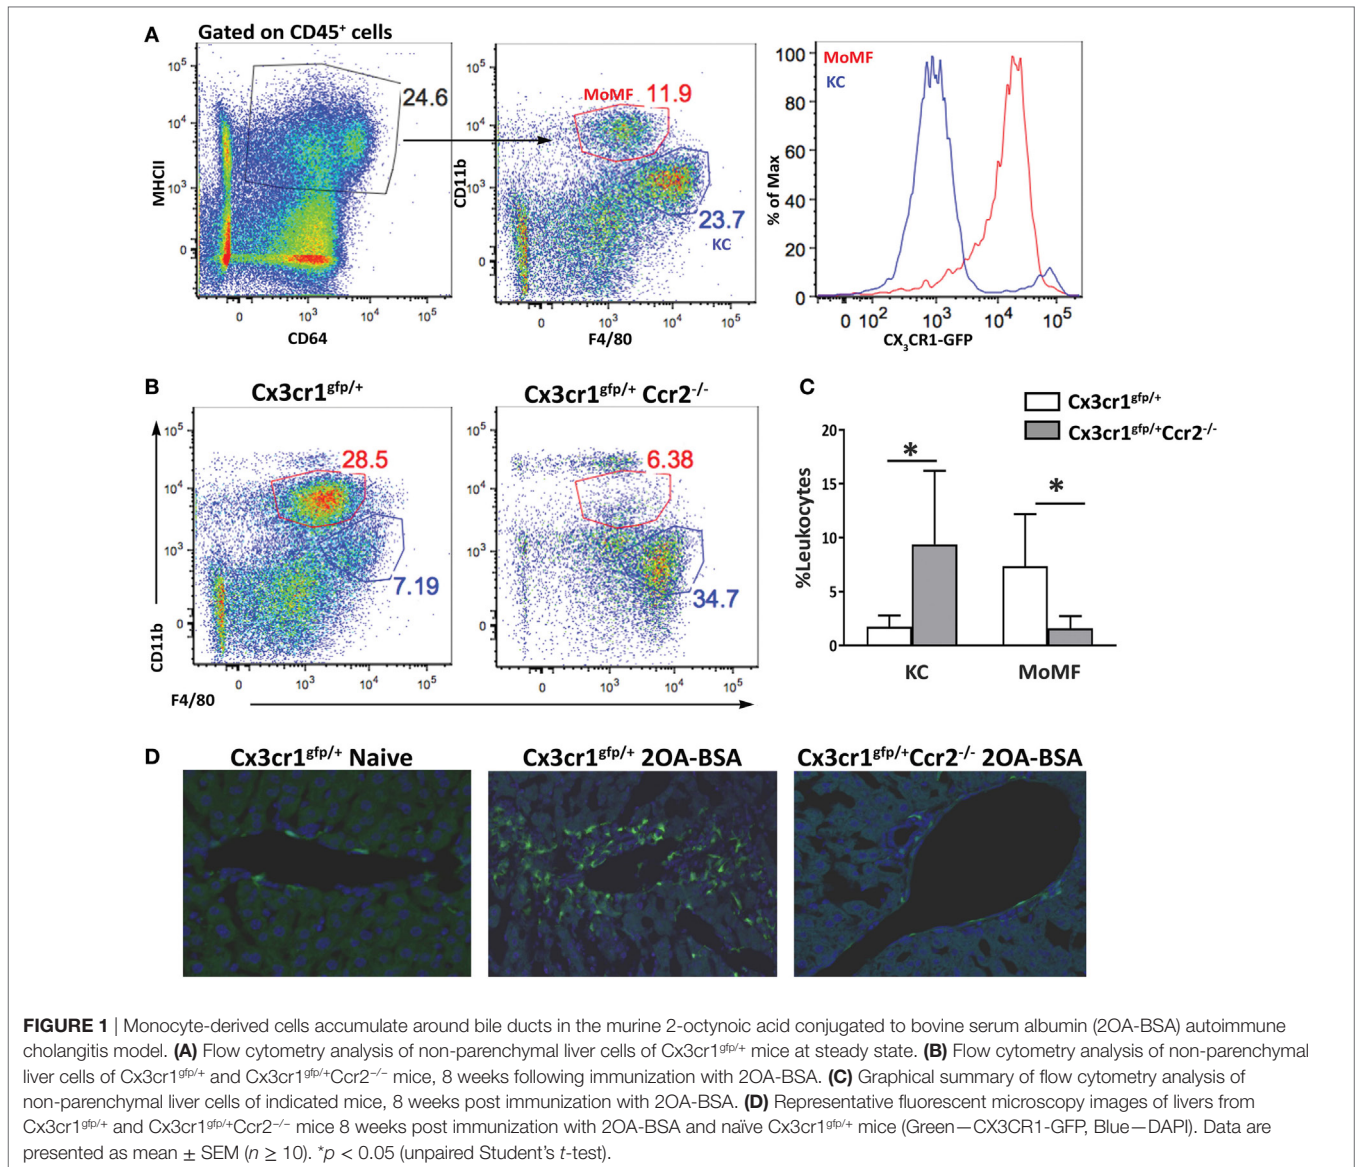 A
Gated on CD45⁺ cells
10⁵
10⁴
10³
0
MHCII
24.6
0
10³
10⁴
10⁵
CD64
10⁵
10⁴
10³
0
CD11b
MoMF 11.9
23.7
KC
0
10³
10⁴
10⁵
F4/80
MoMF
KC
100
80
60
40
20
0
% of Max
0 10² 10³ 10⁴ 10⁵
CX₃CR1-GFP
B
Cx3cr1ᵍᶠᵖ/⁺
Cx3cr1ᵍᶠᵖ/⁺ Ccr2⁻/⁻
10⁵
10⁴
10³
0
CD11b
28.5
7.19
0
10³
10⁴
10⁵
10⁵
10⁴
10³
0
6.38
34.7
0
10³
10⁴
10⁵
F4/80
C
Cx3cr1ᵍᶠᵖ/⁺
Cx3cr1ᵍᶠᵖ/⁺Ccr2⁻/⁻
20
15
10
5
0
%Leukocytes
*
*
KC
MoMF
D
Cx3cr1ᵍᶠᵖ/⁺ Naive
Cx3cr1ᵍᶠᵖ/⁺ 2OA-BSA
Cx3cr1ᵍᶠᵖ/⁺Ccr2⁻/⁻ 2OA-BSA
FIGURE 1 | Monocyte-derived cells accumulate around bile ducts in the murine 2-octynoic acid conjugated to bovine serum albumin (2OA-BSA) autoimmune
cholangitis model. (A) Flow cytometry analysis of non-parenchymal liver cells of Cx3cr1ᵍᶠᵖ/⁺ mice at steady state. (B) Flow cytometry analysis of non-parenchymal
liver cells of Cx3cr1ᵍᶠᵖ/⁺ and Cx3cr1ᵍᶠᵖ/⁺Ccr2⁻/⁻ mice, 8 weeks following immunization with 2OA-BSA. (C) Graphical summary of flow cytometry analysis of
non-parenchymal liver cells of indicated mice, 8 weeks post immunization with 2OA-BSA. (D) Representative fluorescent microscopy images of livers from
Cx3cr1ᵍᶠᵖ/⁺ and Cx3cr1ᵍᶠᵖ/⁺Ccr2⁻/⁻ mice 8 weeks post immunization with 2OA-BSA and naïve Cx3cr1ᵍᶠᵖ/⁺ mice (Green—CX3CR1-GFP, Blue—DAPI). Data are
presented as mean ± SEM (n ≥ 10). *p < 0.05 (unpaired Student's t-test).